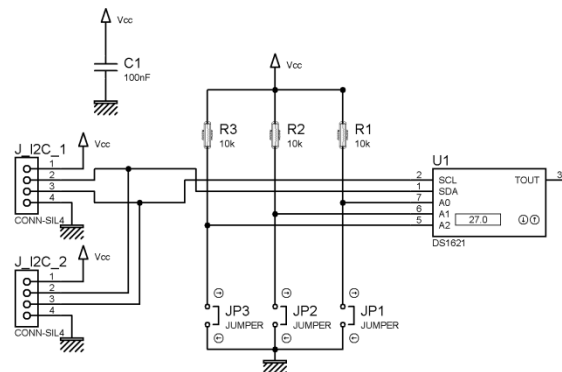 Vcc
C1
100nF
Vcc
R3
10k
R2
10k
R1
10k
J_I2C_1
1
2
3
4
Vcc
CONN-SIL4
U1
2
1
7
6
5
SCL
SDA
A0
A1
A2
TOUT
3
27.0
DS1621
J_I2C_2
1
2
3
4
Vcc
CONN-SIL4
JP3
JUMPER
JP2
JUMPER
JP1
JUMPER